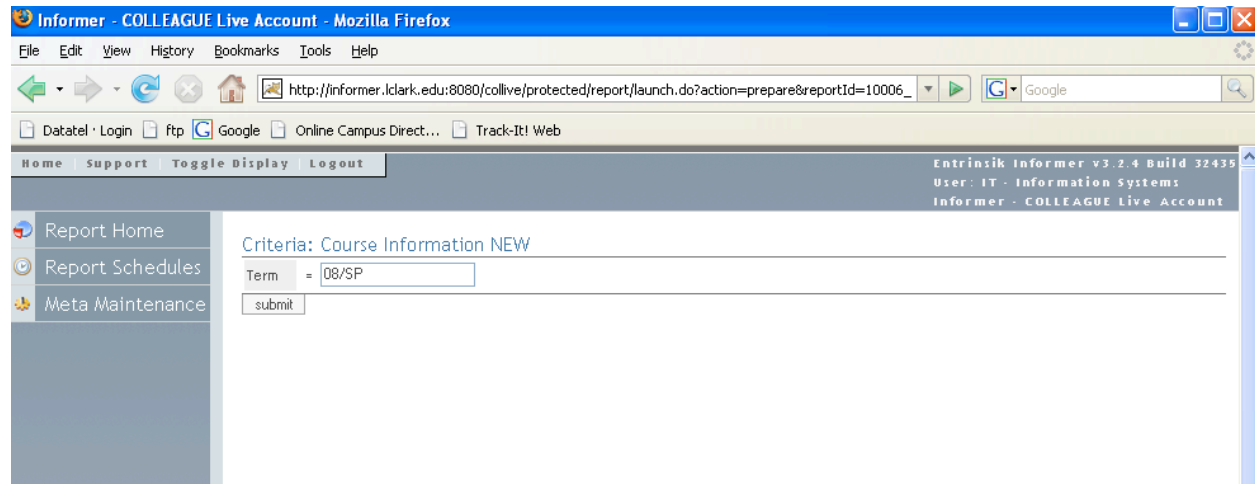 Informer - COLLEAGUE Live Account - Mozilla Firefox
File Edit View History Bookmarks Tools Help
http://informer.lclark.edu:8080/collive/protected/report/launch.do?action=prepare&reportId=10006_ G Google
Datatel · Login ftp G Google Online Campus Direct... Track-It! Web
Home Support Toggle Display Logout
Entrinsik Informer v3.2.4 Build 32435
User: IT - Information Systems
Informer - COLLEAGUE Live Account
Report Home
Report Schedules
Meta Maintenance
Criteria: Course Information NEW
Term = 08/SP
submit